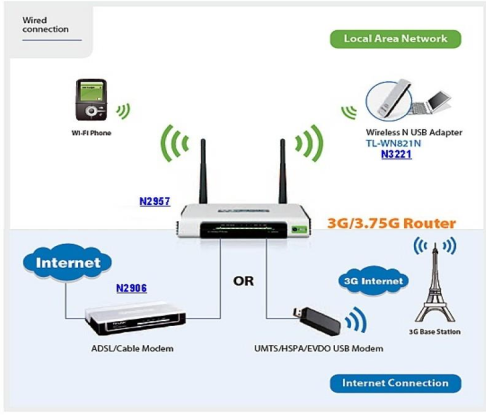 Wired
connection
Local Area Network
WI-FI Phone
Wireless N USB Adapter
TL-WN821N
N3221
N2957
3G/3.75G Router
Internet
N2906
OR
3G Internet
3G Base Station
ADSL/Cable Modem
UMTS/HSPA/EVDO USB Modem
Internet Connection